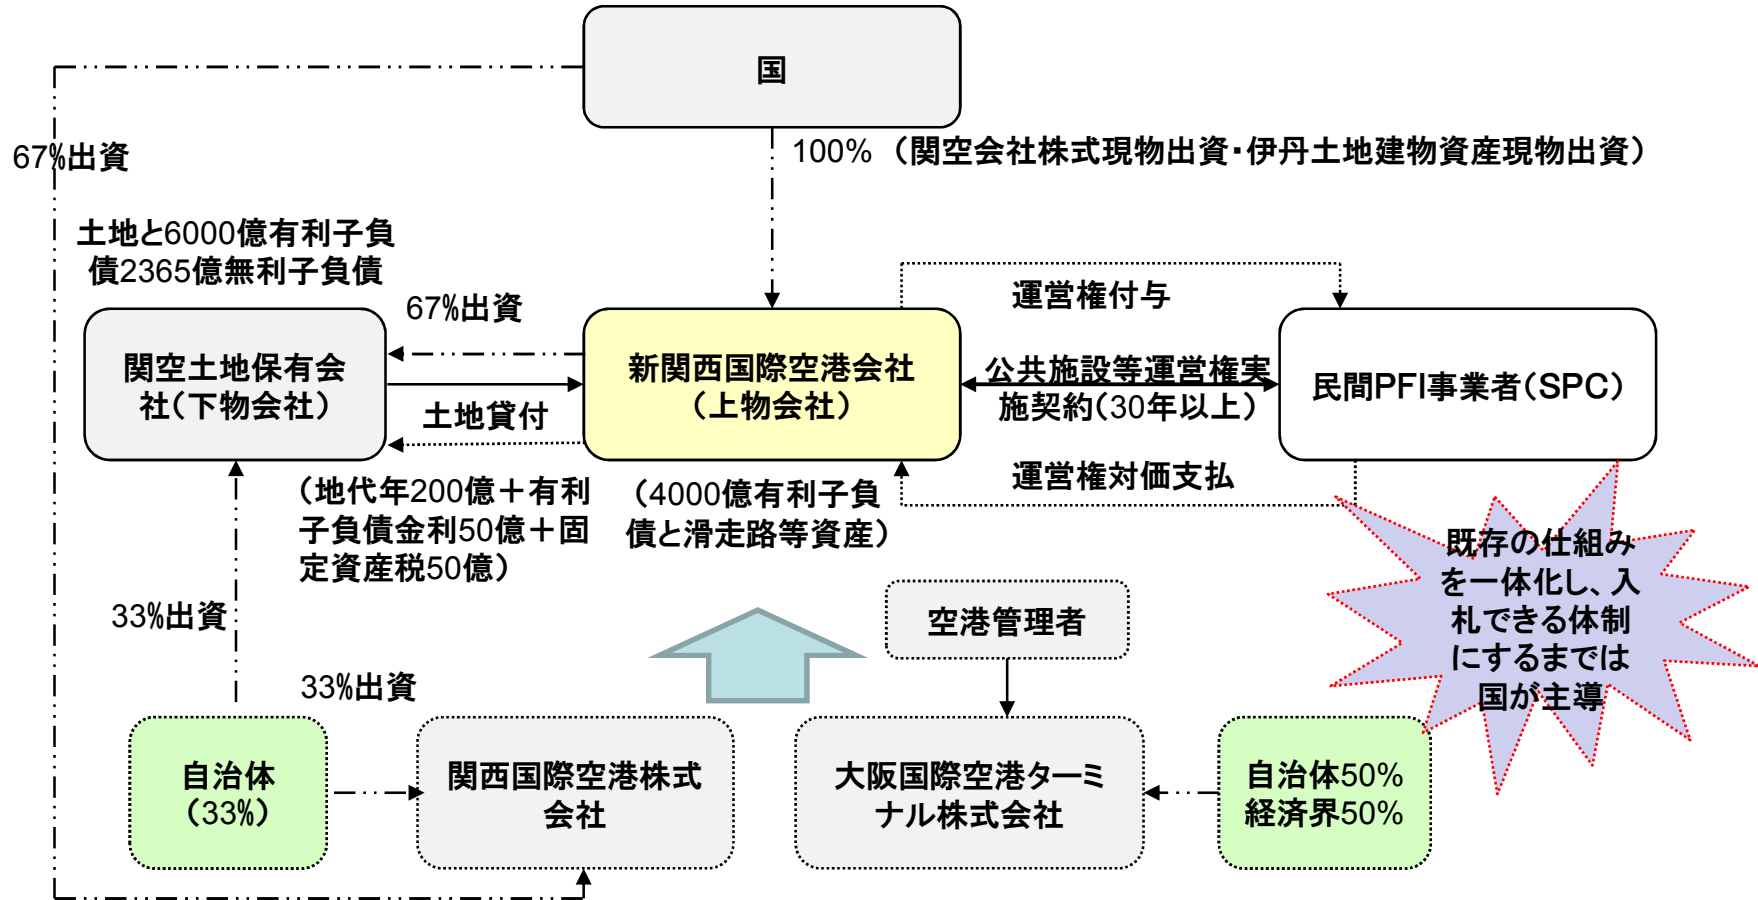 国
67%出資
100% （関空会社株式現物出資・伊丹土地建物資産現物出資）
土地と6000億有利子負
債2365億無利子負債
67%出資
運営権付与
関空土地保有会
社（下物会社）
新関西国際空港会社
（上物会社）
公共施設等運営権実
施契約（30年以上）
民間PFI事業者（SPC）
土地貸付
運営権対価支払
（地代年200億＋有利
子負債金利50億＋固
定資産税50億）
（4000億有利子負
債と滑走路等資産）
既存の仕組み
を一体化し、入
札できる体制
にするまでは
国が主導
空港管理者
33%出資
33%出資
自治体
（33%）
関西国際空港株式
会社
大阪国際空港ターミ
ナル株式会社
自治体50%
経済界50%